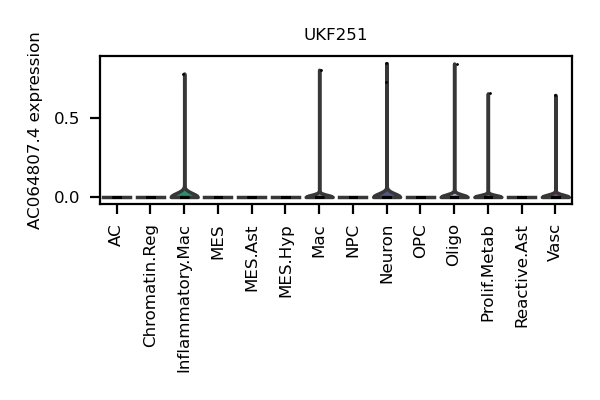 UKF251
AC064807.4 expression
0.5
0.0
AC
Chromatin.Reg
Inflammatory.Mac
MES
MES.Ast
MES.Hyp
Mac
NPC
Neuron
OPC
Oligo
Prolif.Metab
Reactive.Ast
Vasc